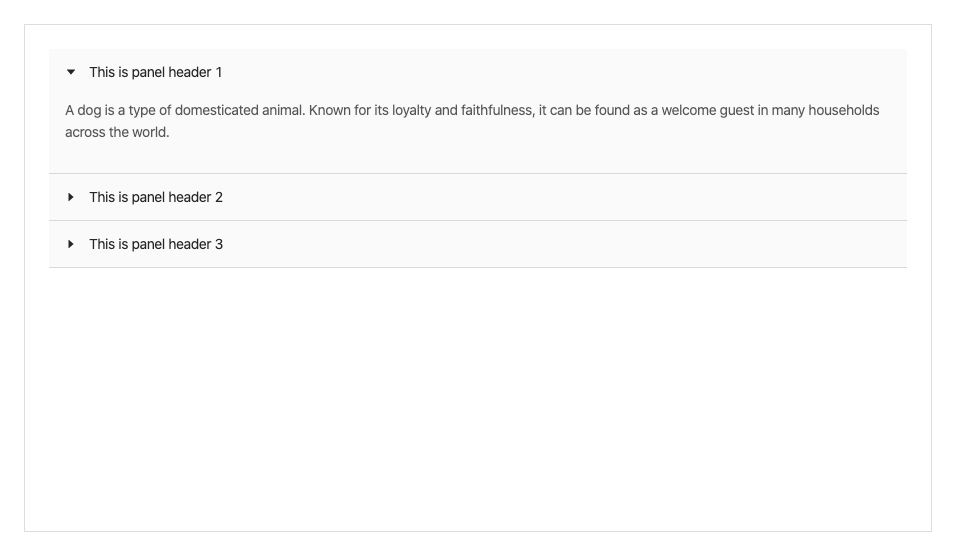 This is panel header 1
A dog is a type of domesticated animal. Known for its loyalty and faithfulness, it can be found as a welcome guest in many households
across the world.
This is panel header 2
This is panel header 3